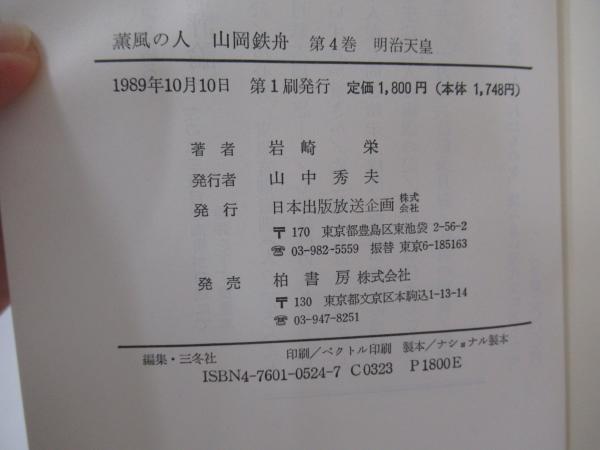 薫風の人 山岡鉄舟 第4巻 明治天皇
1989年10月10日 第1刷発行 定価1,800円(本体 1,748円)
著者 岩崎栄
発行者 山中秀夫
発行 日本出版放送企画株式会社
〒170 東京都豊島区東池袋 2-56-2
☏03-982-5559 振替 東京6-185163
発売 柏書房株式会社
〒130 東京都文京区本駒込1-13-14
☏03-947-8251
編集・三冬社 印刷/ベクトル印刷 製本/ナショナル製本
ISBN4-7601-0524-7 C0323 P1800E